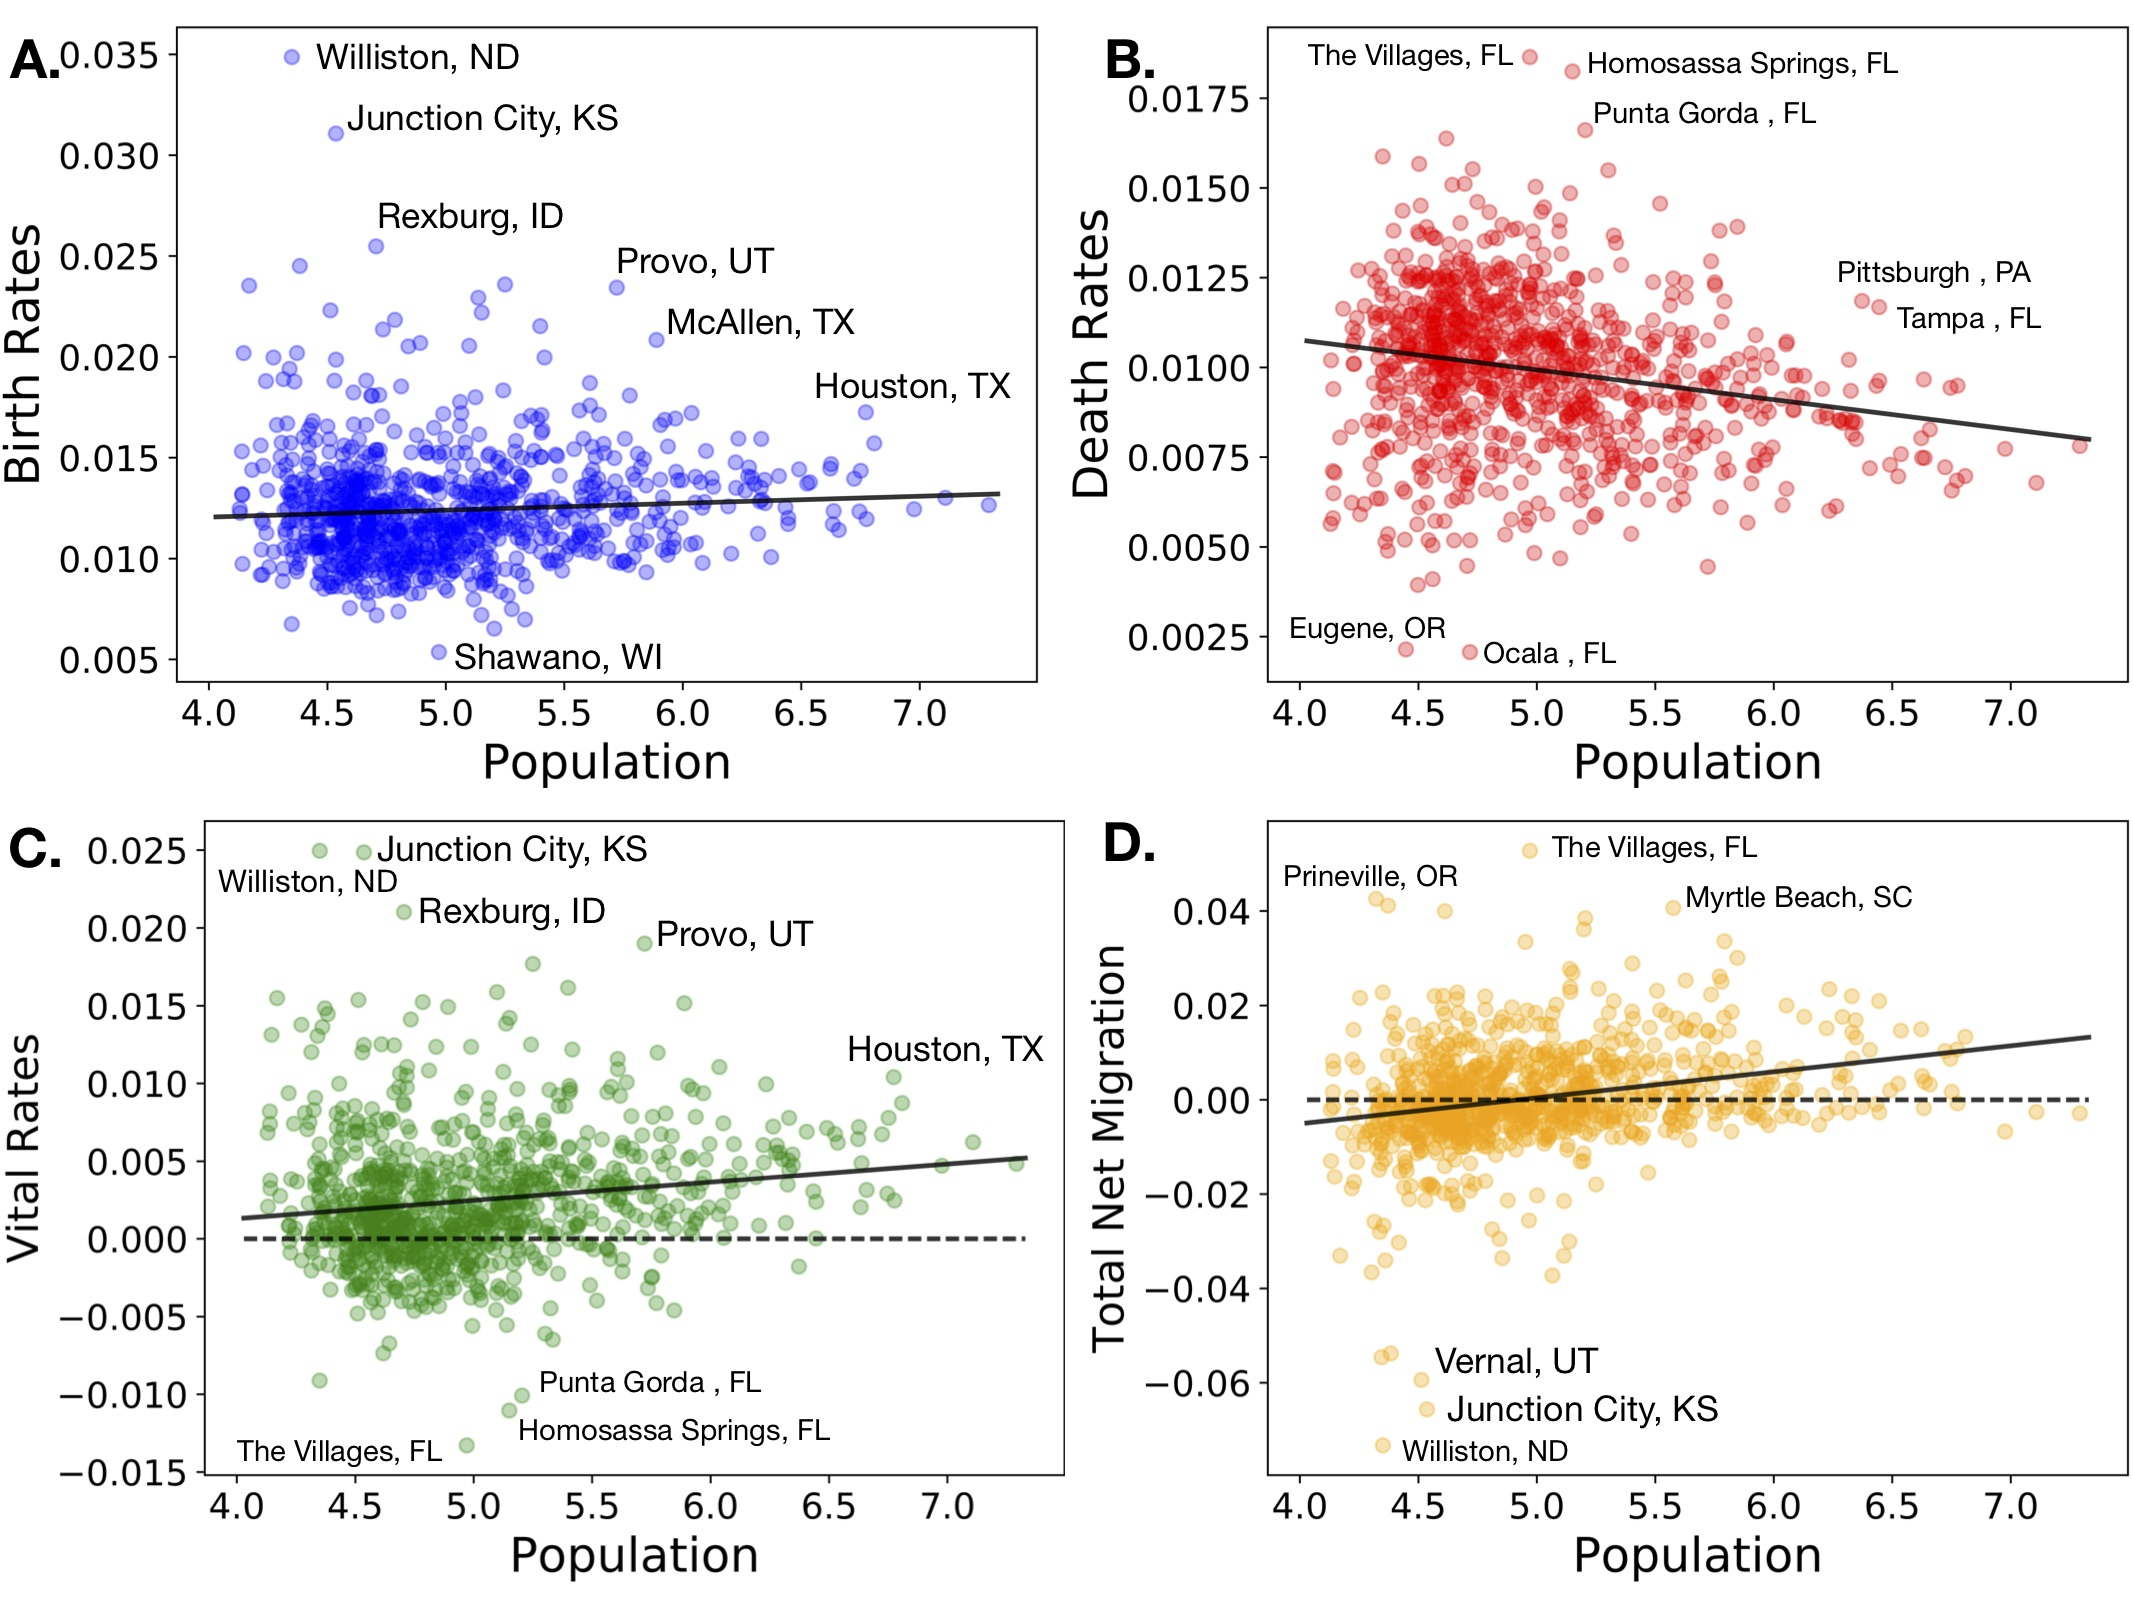 A.
0.035
0.030
0.025
0.020
0.015
0.010
0.005
Birth Rates
Williston, ND
Junction City, KS
Rexburg, ID
Provo, UT
McAllen, TX
Houston, TX
Shawano, WI
4.0 4.5 5.0 5.5 6.0 6.5 7.0
Population
B.
0.0175
0.0150
0.0125
0.0100
0.0075
0.0050
0.0025
Death Rates
The Villages, FL
Homosassa Springs, FL
Punta Gorda , FL
Pittsburgh , PA
Tampa , FL
Eugene, OR
Ocala , FL
4.0 4.5 5.0 5.5 6.0 6.5 7.0
Population
C.
0.025
0.020
0.015
0.010
0.005
0.000
−0.005
−0.010
−0.015
Vital Rates
Junction City, KS
Williston, ND
Rexburg, ID
Provo, UT
Houston, TX
Punta Gorda , FL
Homosassa Springs, FL
The Villages, FL
4.0 4.5 5.0 5.5 6.0 6.5 7.0
Population
D.
0.04
0.02
0.00
−0.02
−0.04
−0.06
Total Net Migration
The Villages, FL
Prineville, OR
Myrtle Beach, SC
Vernal, UT
Junction City, KS
Williston, ND
4.0 4.5 5.0 5.5 6.0 6.5 7.0
Population